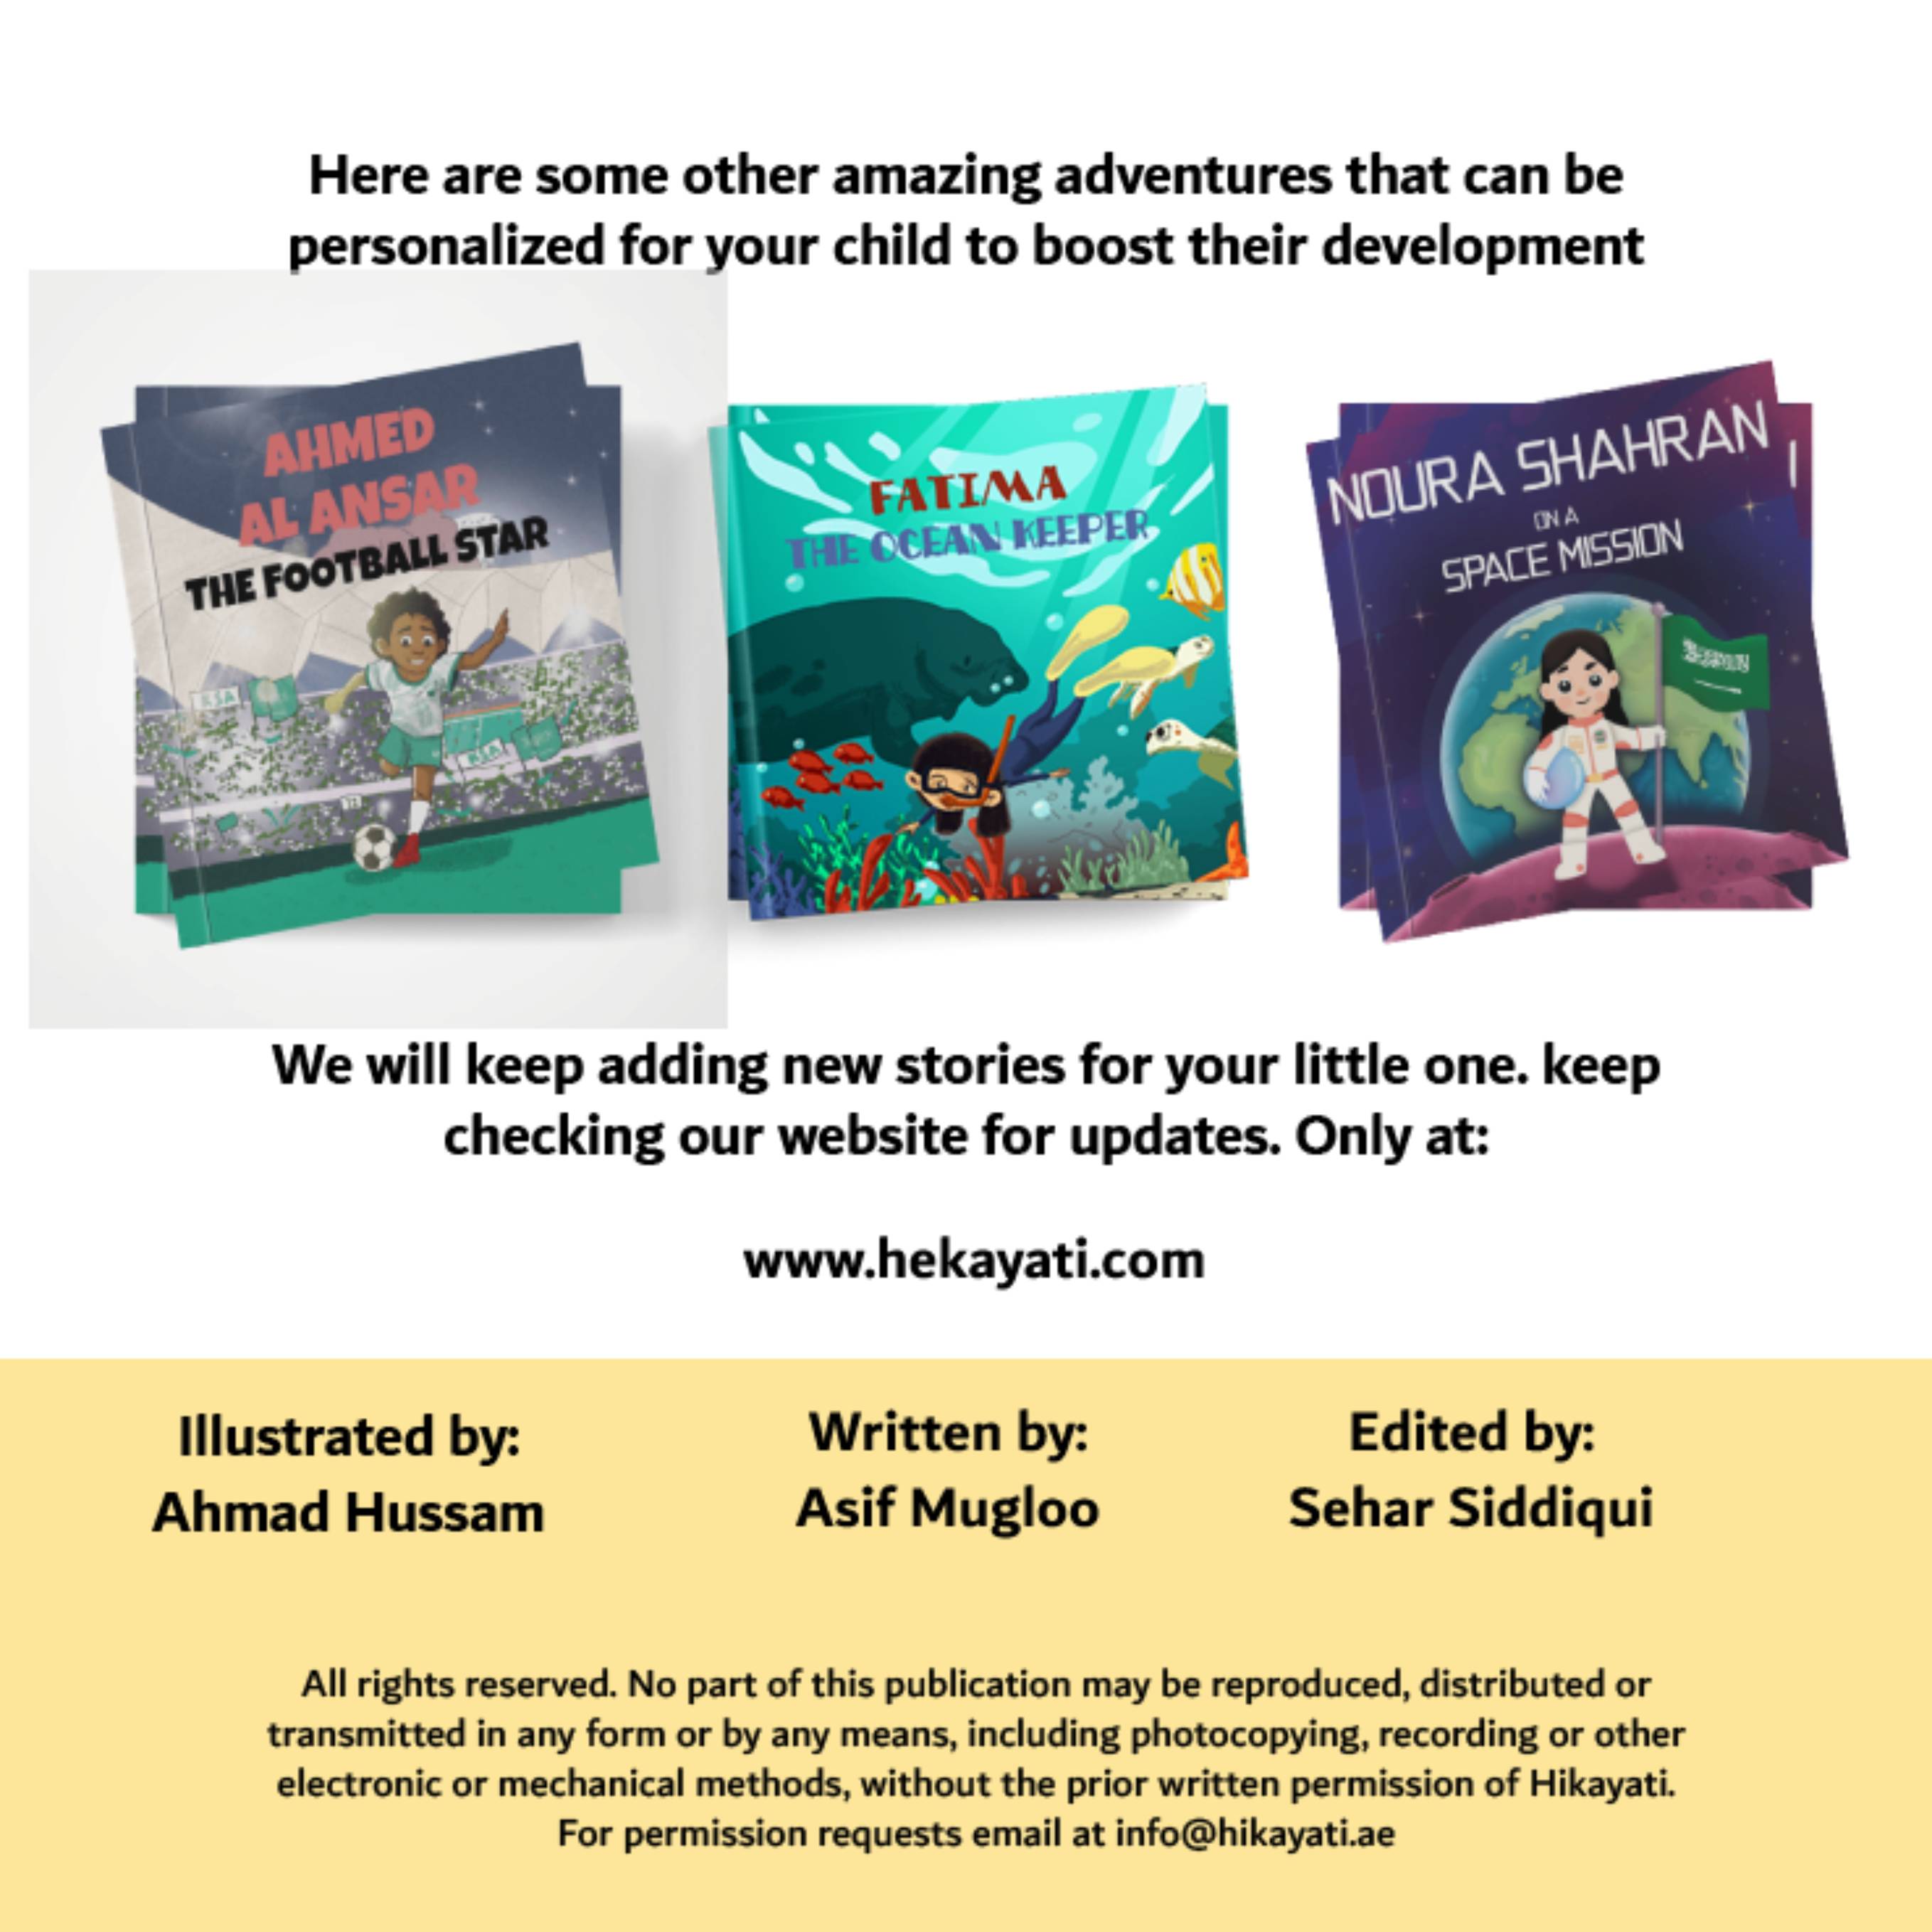 Here are some other amazing adventures that can be
personalized for your child to boost their development
AHMED
AL ANSAR
THE FOOTBALL STAR
KSA
KSA
FATIMA
THE OCEAN KEEPER
NOURA SHAHRAN
ON A
SPACE MISSION
We will keep adding new stories for your little one. keep
checking our website for updates. Only at:
www.hekayati.com
Illustrated by:
Ahmad Hussam
Written by:
Asif Mugloo
Edited by:
Sehar Siddiqui
All rights reserved. No part of this publication may be reproduced, distributed or
transmitted in any form or by any means, including photocopying, recording or other
electronic or mechanical methods, without the prior written permission of Hikayati.
For permission requests email at info@hikayati.ae